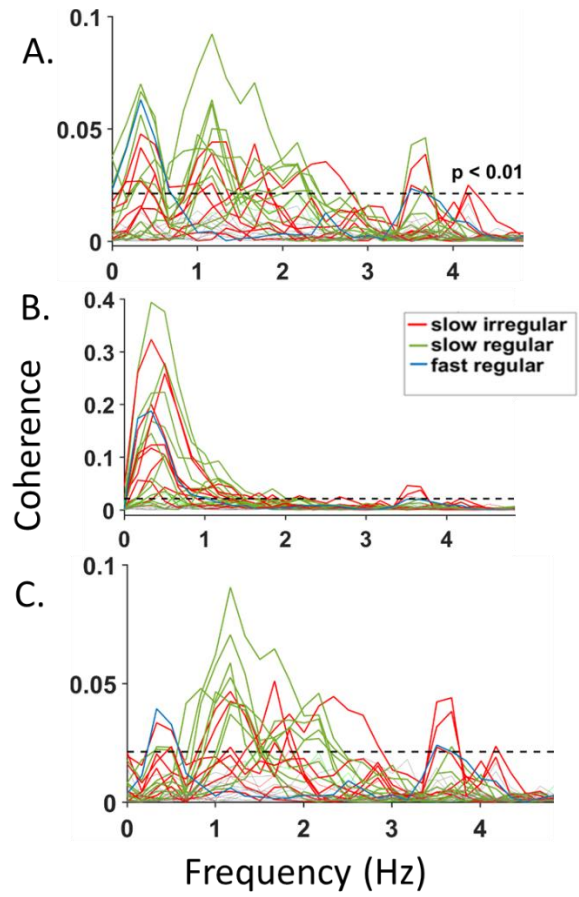 A.
0.1
0.05
0
p < 0.01
0 1 2 3 4
B.
0.4
0.3
0.2
0.1
0
slow irregular
slow regular
fast regular
0 1 2 3 4
Coherence
C.
0.1
0.05
0
0 1 2 3 4
Frequency (Hz)